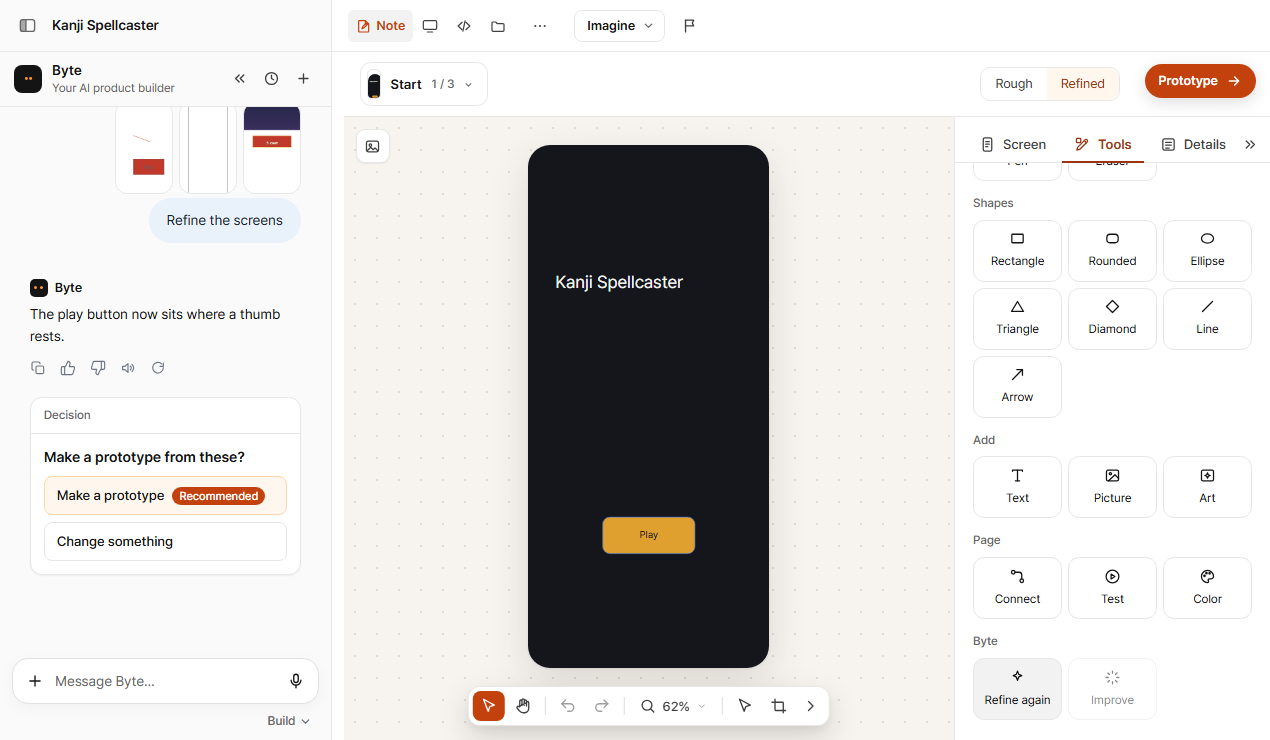 Kanji Spellcaster
Byte
Your AI product builder
Refine the screens
Byte
The play button now sits where a thumb
rests.
Decision
Make a prototype from these?
Make a prototype Recommended
Change something
Message Byte...
Build
Note
Imagine
Start 1 / 3
Rough Refined
Prototype
Kanji Spellcaster
Play
62%
Screen Tools Details
Pen Eraser
Shapes
Rectangle Rounded Ellipse
Triangle Diamond Line
Arrow
Add
Text Picture Art
Page
Connect Test Color
Byte
Refine again Improve